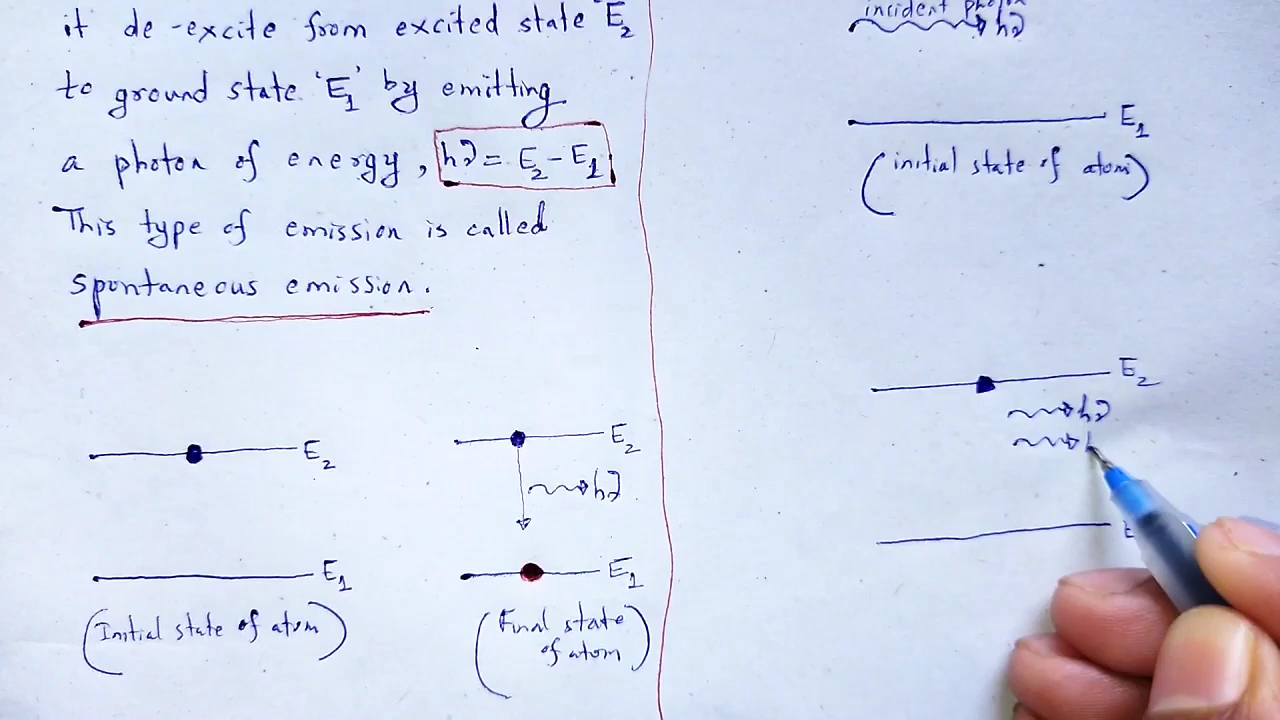 it de-excite from excited state 'E₂
to ground state 'E₁' by emitting
a photon of energy, hν = E₂ - E₁
This type of emission is called
spontaneous emission.
E₂
E₁
(Initial state of atom)
E₂
hν
E₁
(Final state
of atom)
incident photon
hν
E₁
(initial state of atom)
E₂
hν